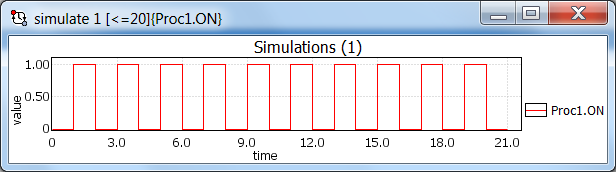 simulate 1 [<=20]{Proc1.ON}
Simulations (1)
1.00
0.50
0
value
0 3.0 6.0 9.0 12.0 15.0 18.0 21.0
time
Proc1.ON